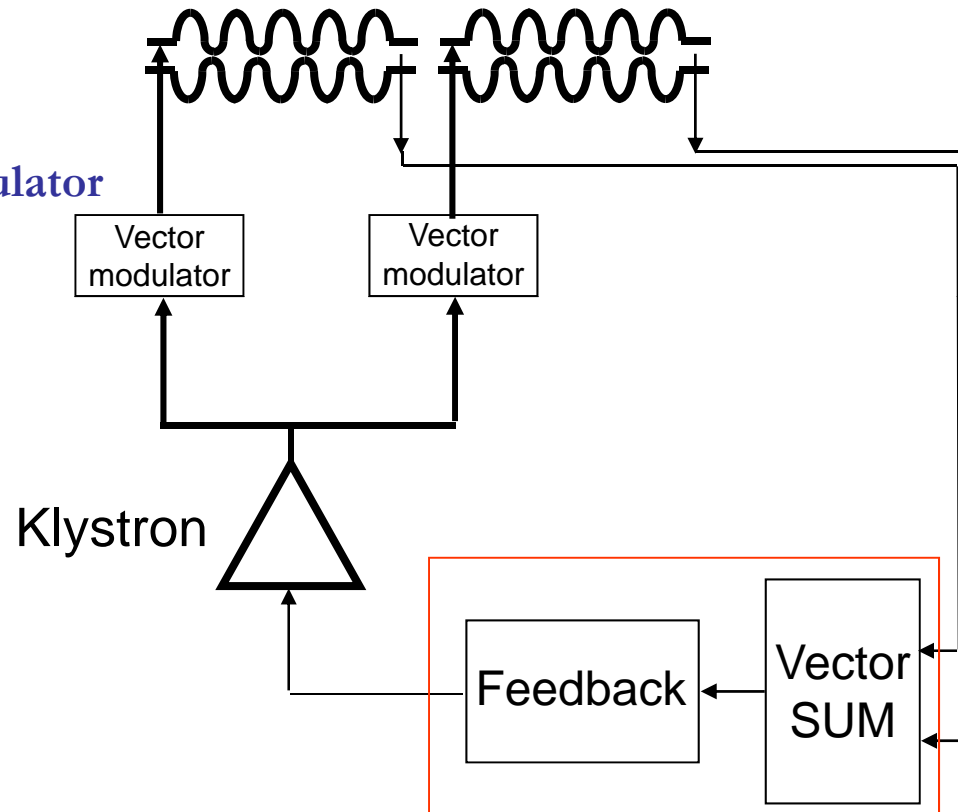 ulator
Vector
modulator
Vector
modulator
Klystron
Feedback
Vector
SUM